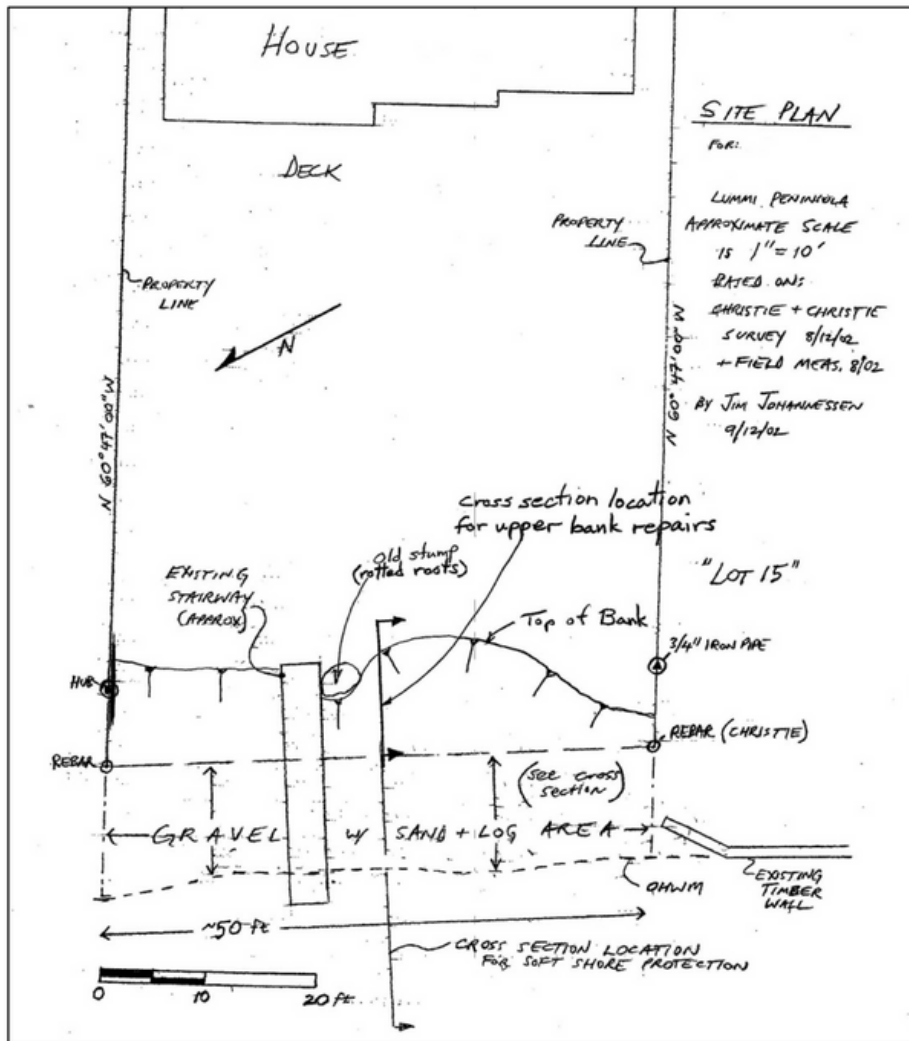 HOUSE
DECK
SITE PLAN
FOR:
LUMMI PENINSULA
APPROXIMATE SCALE
IS 1"=10'
BASED ON:
CHRISTIE + CHRISTIE
SURVEY 8/12/02
+ FIELD MEAS. 8/02
BY JIM JOHANNESSEN
9/12/02
PROPERTY
LINE
PROPERTY
LINE
N
N 60°47'00"W
N 60°47'00"W
Cross section location
for upper bank repairs
Old stump
(rotted roots)
EXISTING
STAIRWAY
(APPROX)
Top of Bank
"LOT 15"
3/4" IRON PIPE
HUB
REBAR
REBAR (CHRISTIE)
(see cross
section)
GRAVEL w/ SAND + LOG AREA
OHWM
EXISTING
TIMBER
WALL
~50 ft
CROSS SECTION LOCATION
FOR SOFT SHORE PROTECTION
0 10 20 ft.